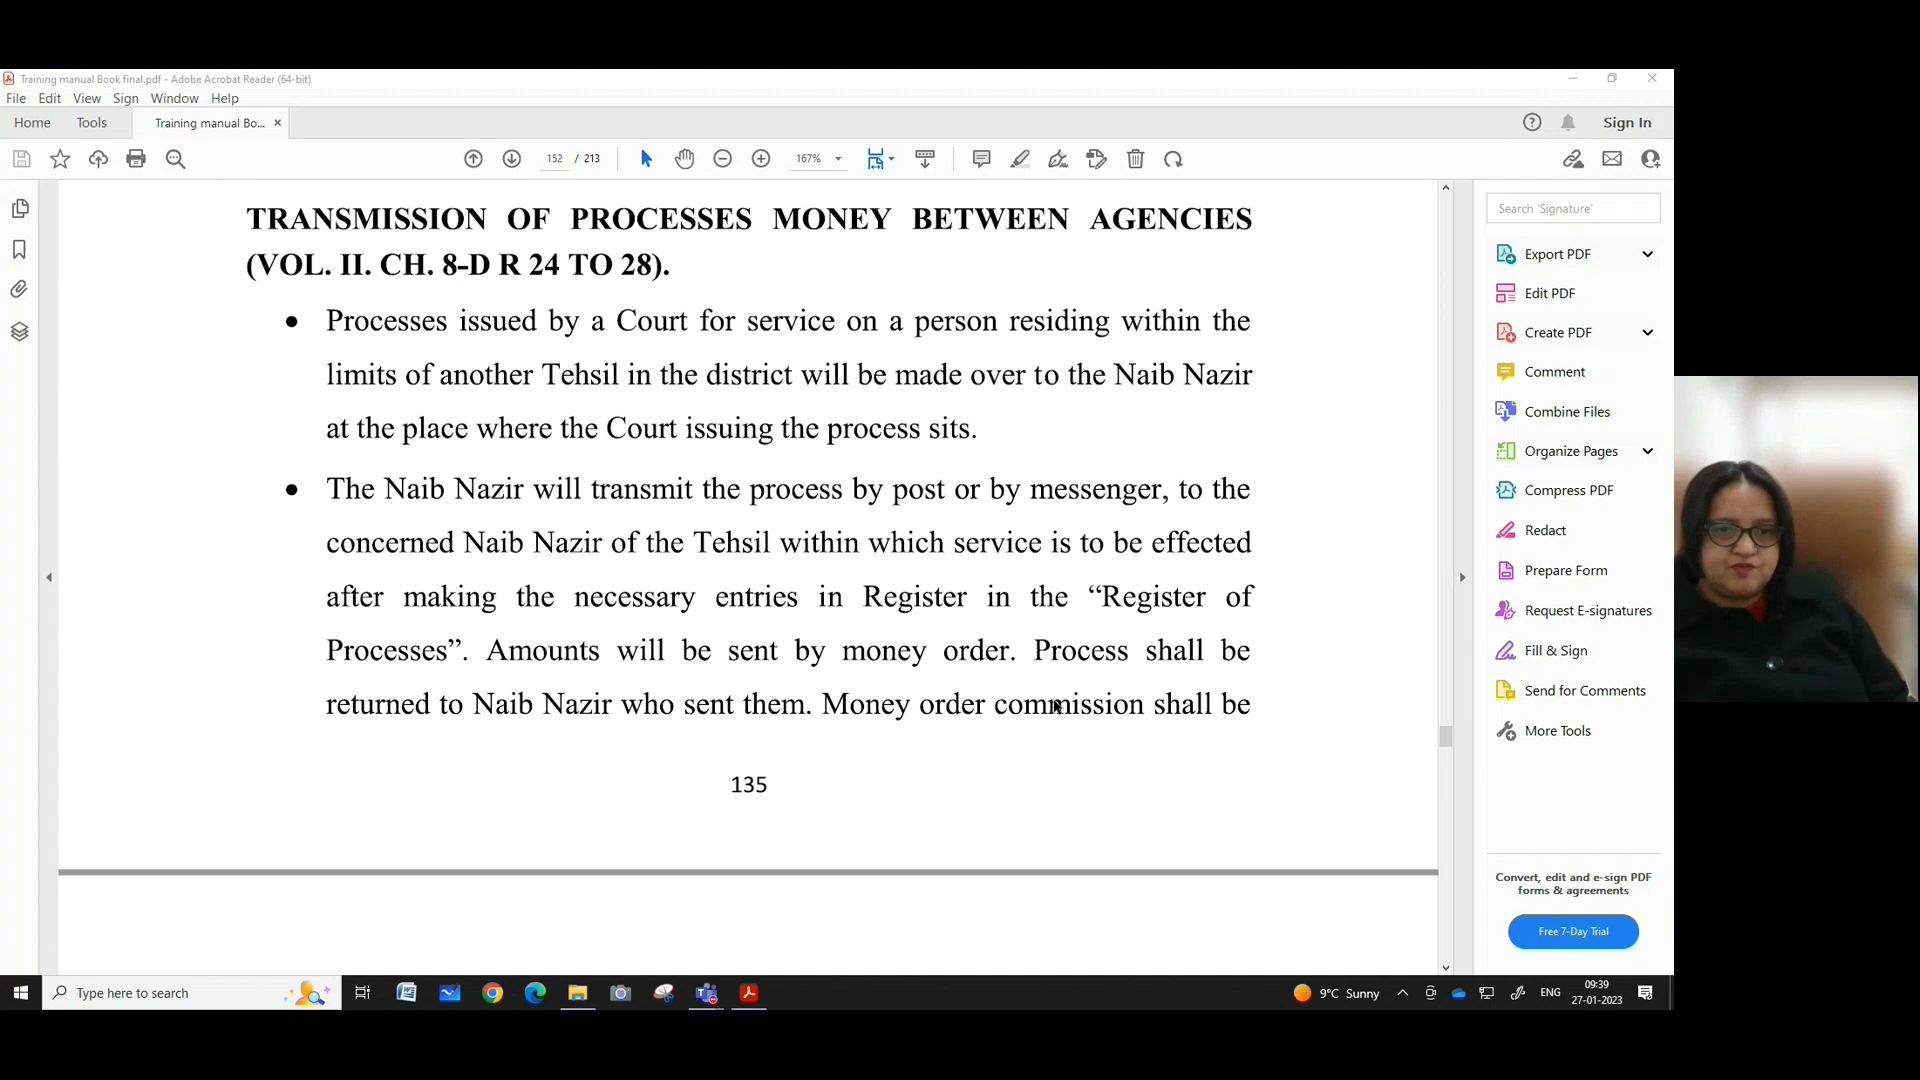 Training manual Book final.pdf - Adobe Acrobat Reader (64-bit)
File Edit View Sign Window Help
Home Tools Training manual Bo... × Sign In
152 / 213 167%
TRANSMISSION OF PROCESSES MONEY BETWEEN AGENCIES
(VOL. II. CH. 8-D R 24 TO 28).
• Processes issued by a Court for service on a person residing within the
limits of another Tehsil in the district will be made over to the Naib Nazir
at the place where the Court issuing the process sits.
• The Naib Nazir will transmit the process by post or by messenger, to the
concerned Naib Nazir of the Tehsil within which service is to be effected
after making the necessary entries in Register in the “Register of
Processes”. Amounts will be sent by money order. Process shall be
returned to Naib Nazir who sent them. Money order commission shall be
135
Search 'Signature'
Export PDF
Edit PDF
Create PDF
Comment
Combine Files
Organize Pages
Compress PDF
Redact
Prepare Form
Request E-signatures
Fill & Sign
Send for Comments
More Tools
Convert, edit and e-sign PDF
forms & agreements
Free 7-Day Trial
Type here to search
9°C Sunny
ENG
09:39
27-01-2023